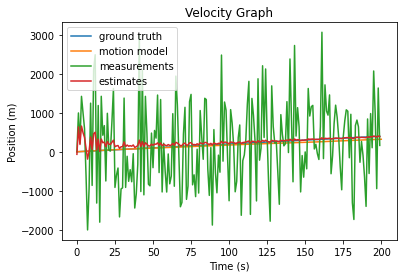 Velocity Graph
ground truth
motion model
measurements
estimates
Position (m)
3000
2000
1000
0
−1000
−2000
0 25 50 75 100 125 150 175 200
Time (s)